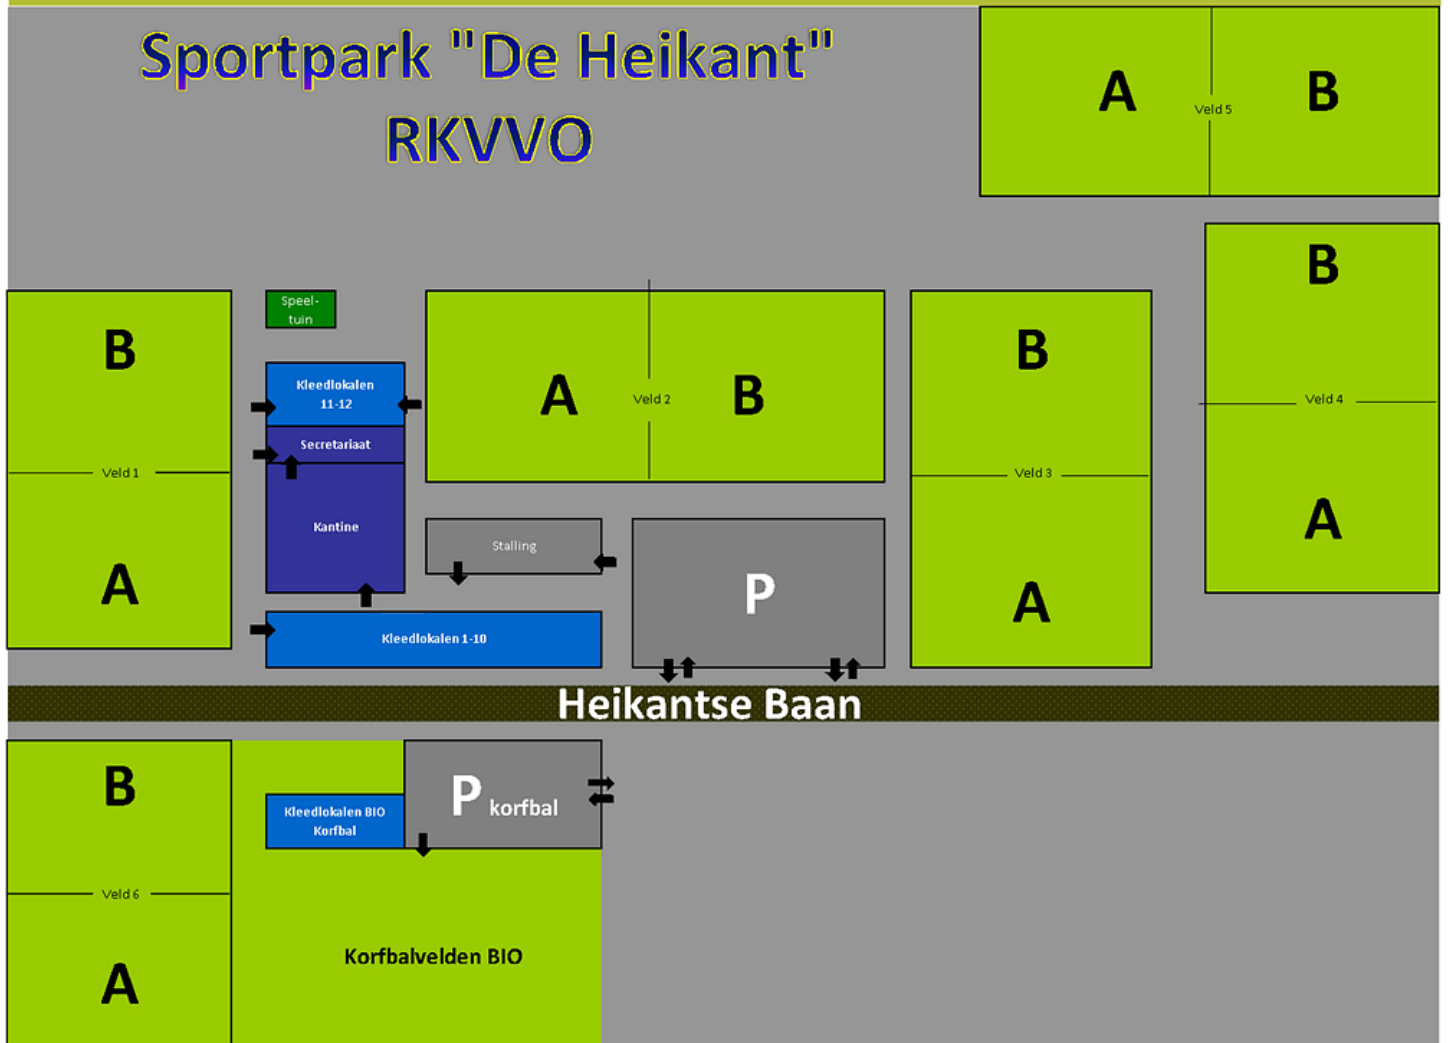 Sportpark "De Heikant"
RKVVO
A
Veld 5
B
B
Veld 4
A
B
Veld 1
A
Speel-
tuin
Kleedlokalen
11-12
Secretariaat
Kantine
A
Veld 2
B
B
Veld 3
A
Stalling
P
Kleedlokalen 1-10
Heikantse Baan
B
Veld 6
A
Kleedlokalen BIO
Korfbal
P korfbal
Korfbalvelden BIO